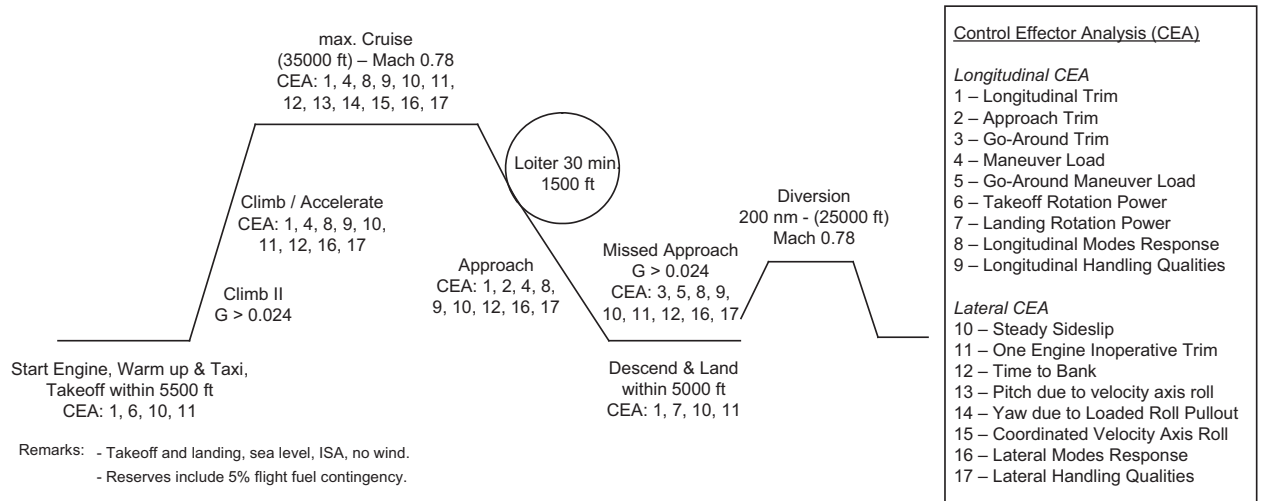 max. Cruise
(35000 ft) – Mach 0.78
CEA: 1, 4, 8, 9, 10, 11,
12, 13, 14, 15, 16, 17
Loiter 30 min.
1500 ft
Climb / Accelerate
CEA: 1, 4, 8, 9, 10,
11, 12, 16, 17
Climb II
G > 0.024
Start Engine, Warm up & Taxi,
Takeoff within 5500 ft
CEA: 1, 6, 10, 11
Approach
CEA: 1, 2, 4, 8,
9, 10, 12, 16, 17
Missed Approach
G > 0.024
CEA: 3, 5, 8, 9,
10, 11, 12, 16, 17
Diversion
200 nm - (25000 ft)
Mach 0.78
Descend & Land
within 5000 ft
CEA: 1, 7, 10, 11
Remarks: - Takeoff and landing, sea level, ISA, no wind.
- Reserves include 5% flight fuel contingency.
Control Effector Analysis (CEA)
Longitudinal CEA
1 – Longitudinal Trim
2 – Approach Trim
3 – Go-Around Trim
4 – Maneuver Load
5 – Go-Around Maneuver Load
6 – Takeoff Rotation Power
7 – Landing Rotation Power
8 – Longitudinal Modes Response
9 – Longitudinal Handling Qualities
Lateral CEA
10 – Steady Sideslip
11 – One Engine Inoperative Trim
12 – Time to Bank
13 – Pitch due to velocity axis roll
14 – Yaw due to Loaded Roll Pullout
15 – Coordinated Velocity Axis Roll
16 – Lateral Modes Response
17 – Lateral Handling Qualities